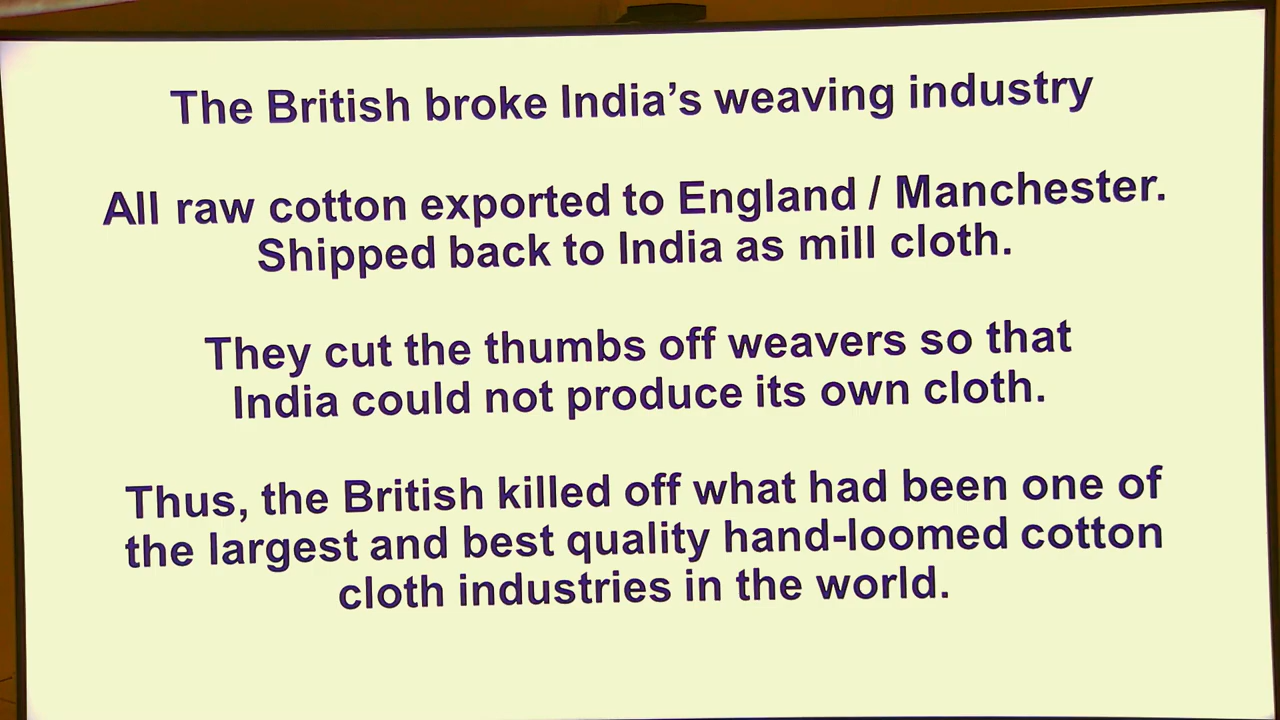 The British broke India’s weaving industry
All raw cotton exported to England / Manchester.
Shipped back to India as mill cloth.
They cut the thumbs off weavers so that
India could not produce its own cloth.
Thus, the British killed off what had been one of
the largest and best quality hand-loomed cotton
cloth industries in the world.